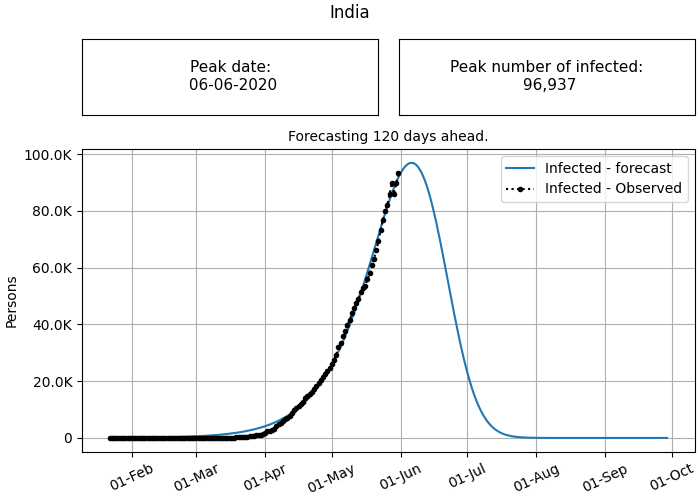 India
Peak date:
06-06-2020
Peak number of infected:
96,937
Forecasting 120 days ahead.
100.0K
80.0K
60.0K
40.0K
20.0K
0
Persons
Infected - forecast
Infected - Observed
01-Feb
01-Mar
01-Apr
01-May
01-Jun
01-Jul
01-Aug
01-Sep
01-Oct